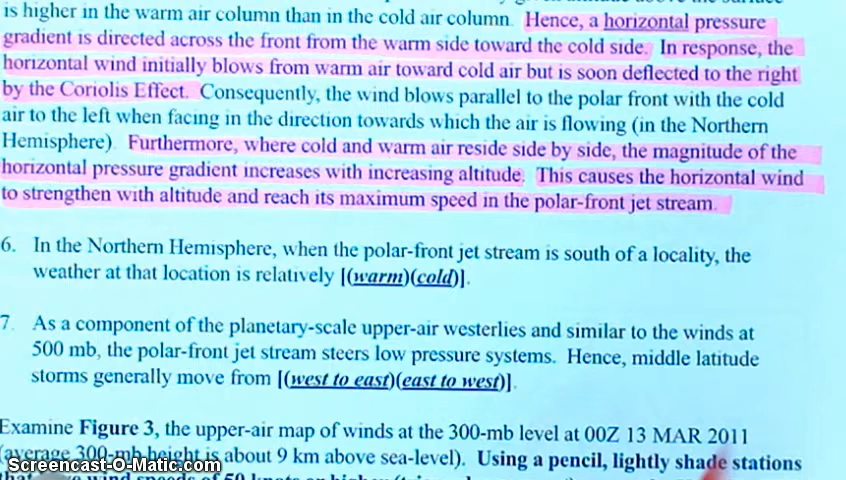 is higher in the warm air column than in the cold air column. Hence, a horizontal pressure
gradient is directed across the front from the warm side toward the cold side. In response, the
horizontal wind initially blows from warm air toward cold air but is soon deflected to the right
by the Coriolis Effect. Consequently, the wind blows parallel to the polar front with the cold
air to the left when facing in the direction towards which the air is flowing (in the Northern
Hemisphere) Furthermore, where cold and warm air reside side by side, the magnitude of the
horizontal pressure gradient increases with increasing altitude. This causes the horizontal wind
to strengthen with altitude and reach its maximum speed in the polar-front jet stream.
6. In the Northern Hemisphere, when the polar-front jet stream is south of a locality, the
weather at that location is relatively [(warm)(cold)].
7. As a component of the planetary-scale upper-air westerlies and similar to the winds at
500 mb, the polar-front jet stream steers low pressure systems. Hence, middle latitude
storms generally move from [(west to east)(east to west)].
Examine Figure 3, the upper-air map of winds at the 300-mb level at 00Z 13 MAR 2011
(average 300-mb height is about 9 km above sea-level). Using a pencil, lightly shade stations
Screencast-O-Matic.com